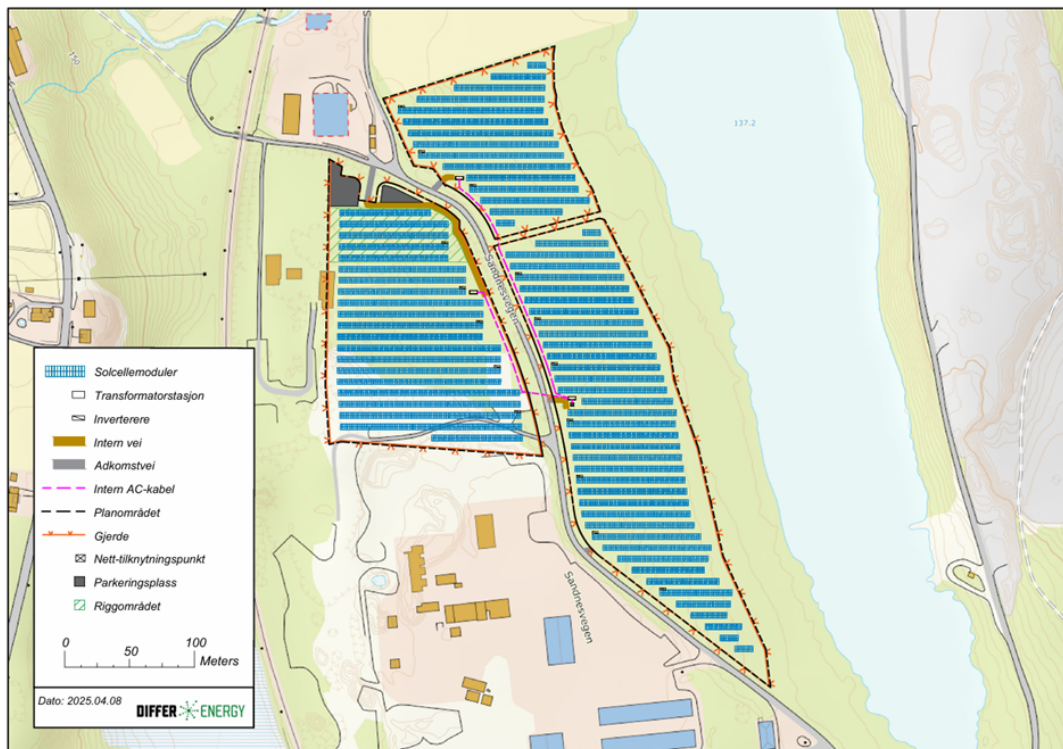 150
137.2
Sandnesvegen
Sandnesvegen
Solcellemoduler
Transformatorstasjon
Inverterere
Intern vei
Adkomstvei
Intern AC-kabel
Planområdet
Gjerde
Nett-tilknytningspunkt
Parkeringsplass
Riggområdet
0 50 100
Meters
Dato: 2025.04.08
DIFFER ENERGY